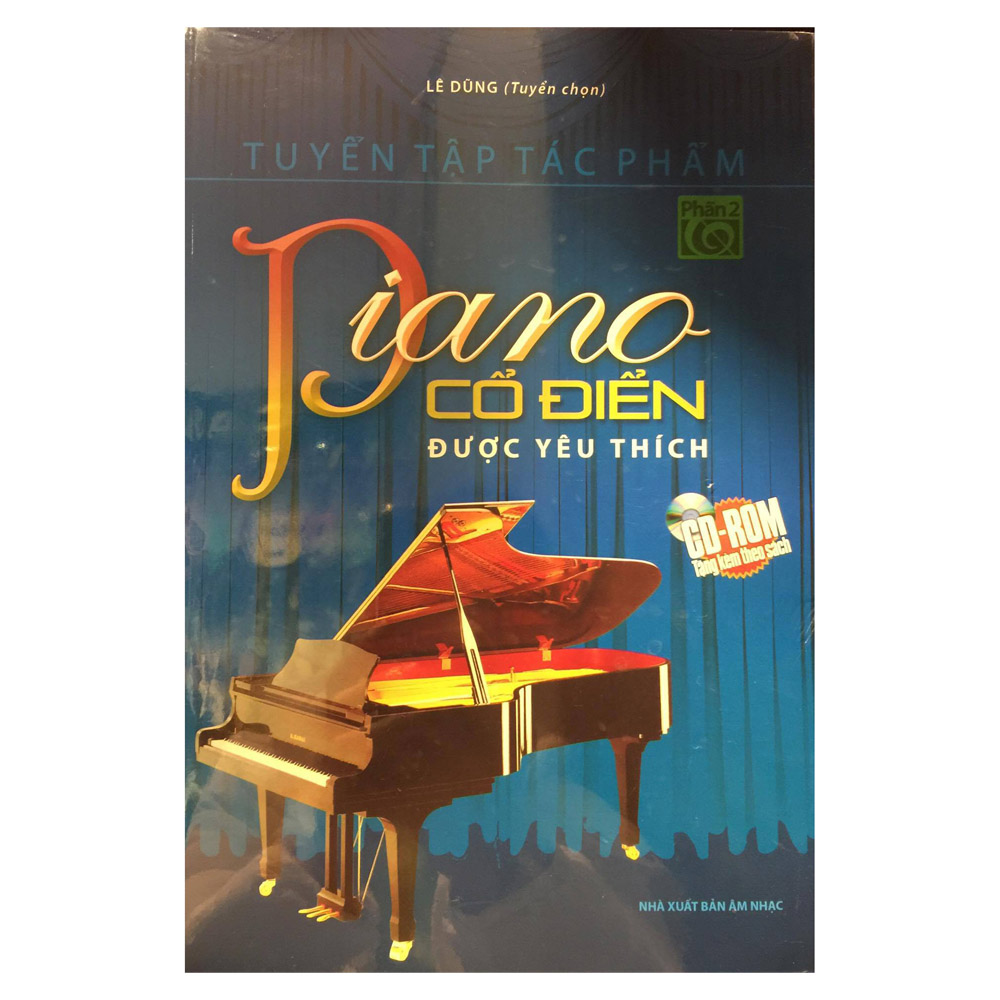 LÊ DŨNG (Tuyển chọn)
TUYỂN TẬP TÁC PHẨM
Phần 2
Piano
CỔ ĐIỂN
ĐƯỢC YÊU THÍCH
CD-ROM
Tặng kèm theo sách
NHÀ XUẤT BẢN ÂM NHẠC